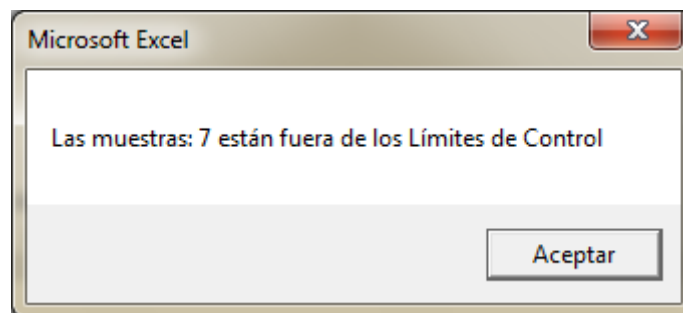 Microsoft Excel
Las muestras: 7 están fuera de los Límites de Control
Aceptar